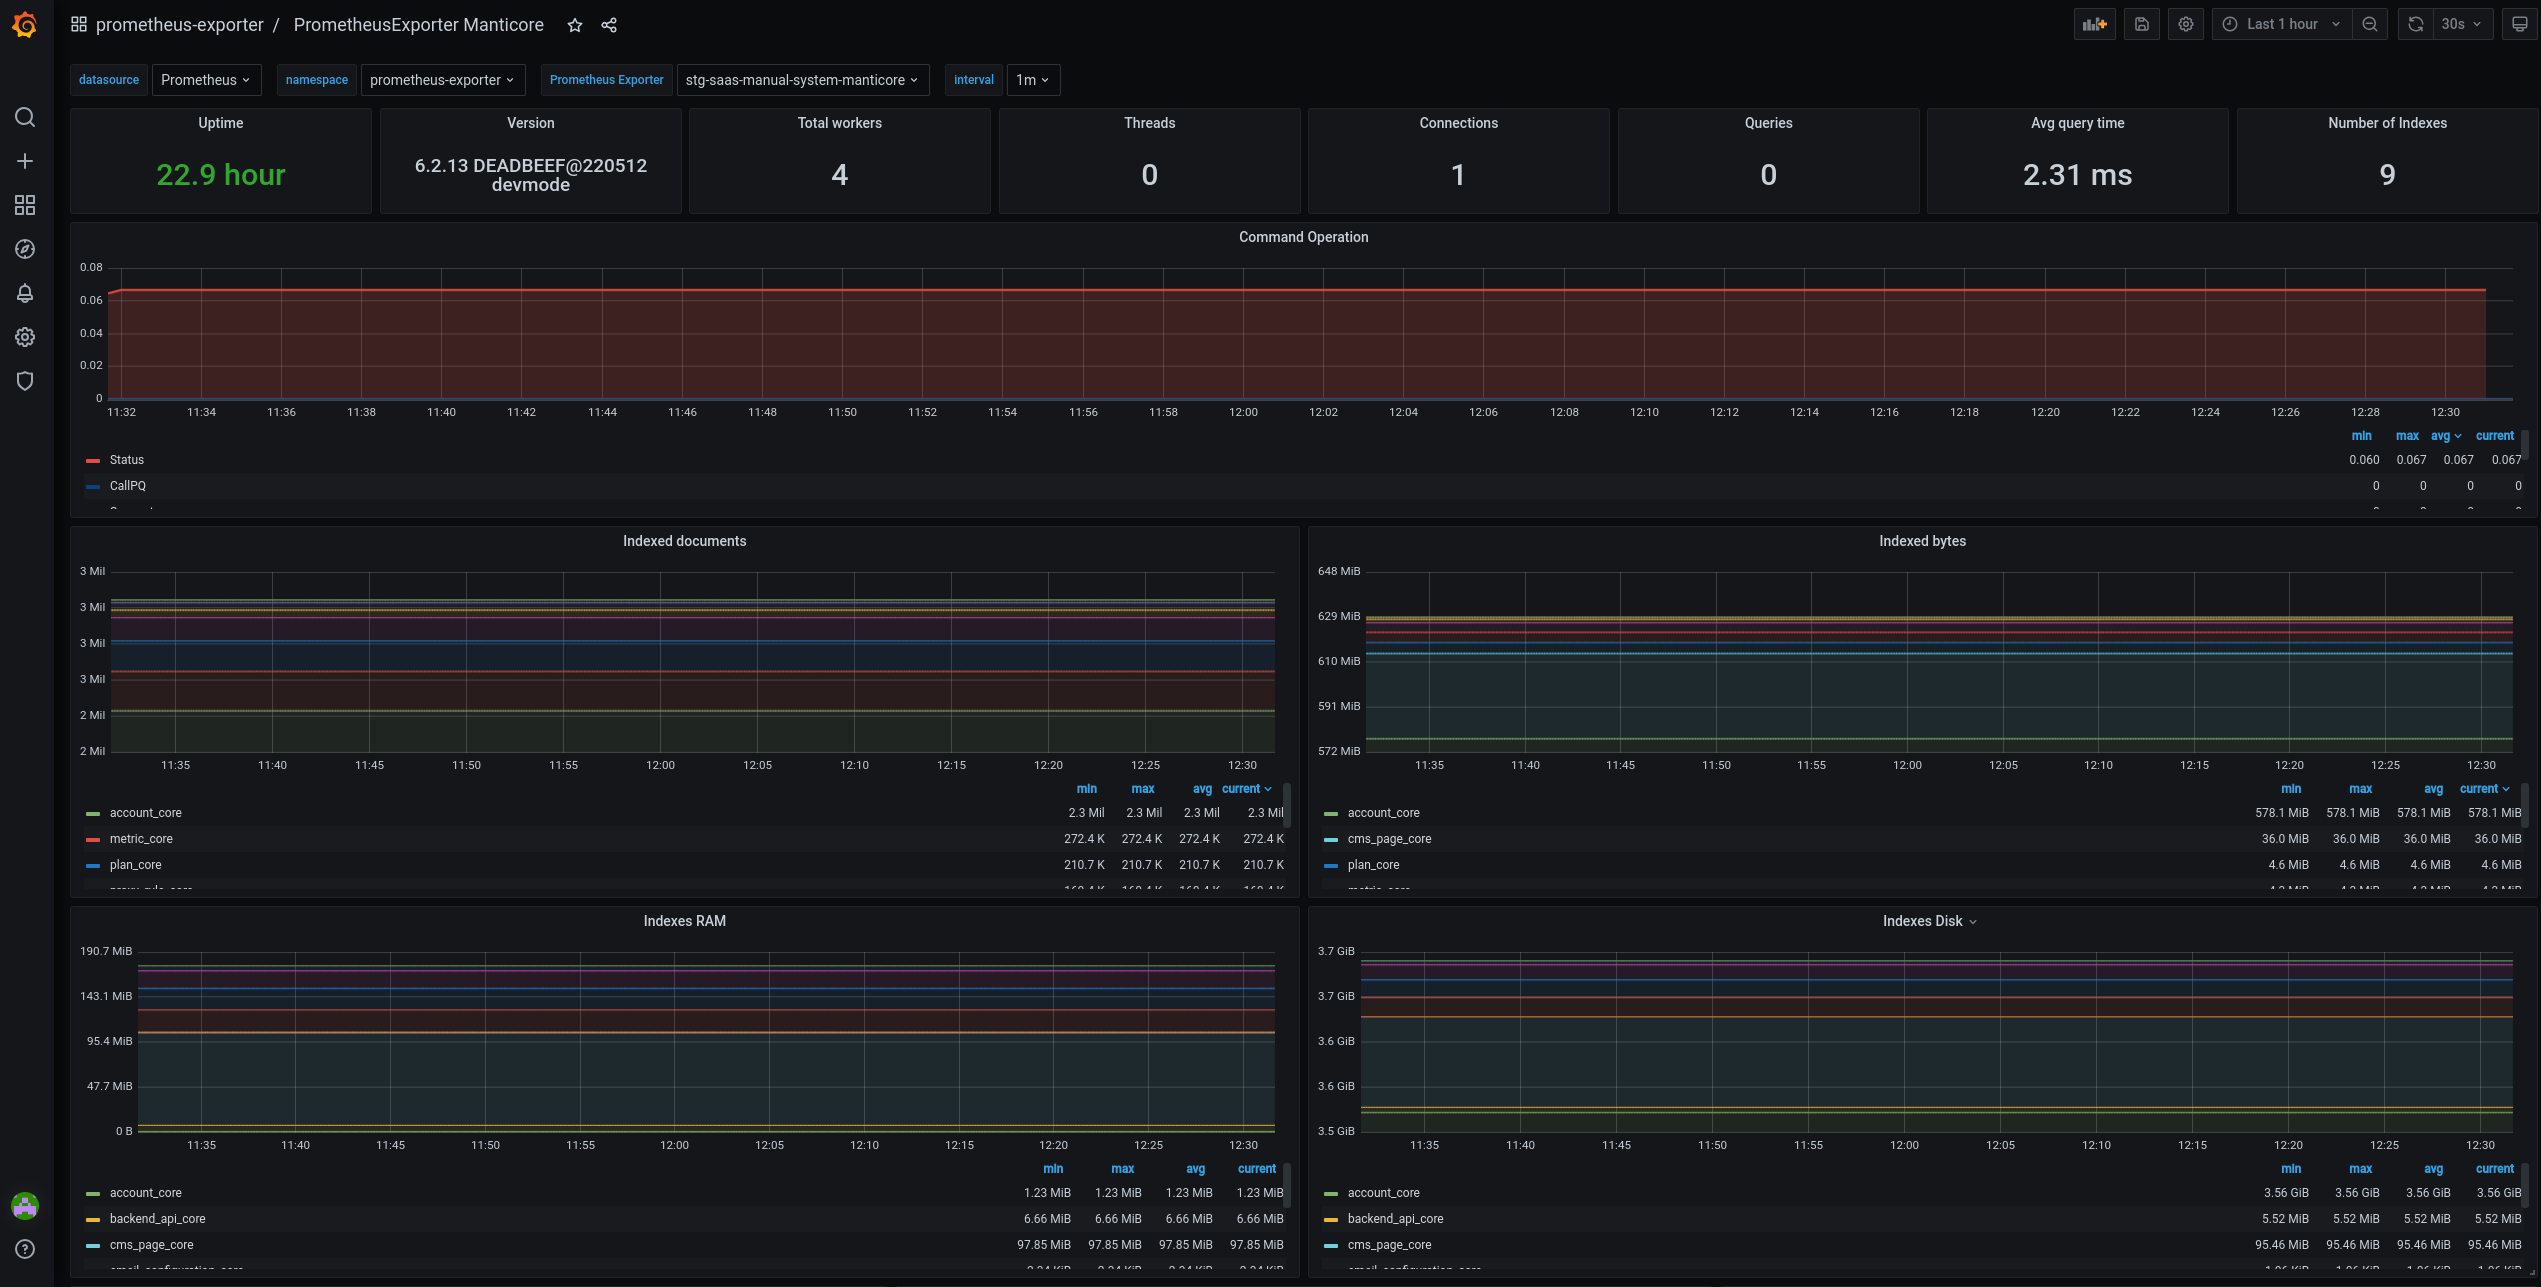 prometheus-exporter / PrometheusExporter Manticore
Last 1 hour 30s
datasource Prometheus namespace prometheus-exporter Prometheus Exporter stg-saas-manual-system-manticore interval 1m
Uptime
22.9 hour
Version
6.2.13 DEADBEEF@220512
devmode
Total workers
4
Threads
0
Connections
1
Queries
0
Avg query time
2.31 ms
Number of Indexes
9
Command Operation
0.08
0.06
0.04
0.02
0
11:32 11:34 11:36 11:38 11:40 11:42 11:44 11:46 11:48 11:50 11:52 11:54 11:56 11:58 12:00 12:02 12:04 12:06 12:08 12:10 12:12 12:14 12:16 12:18 12:20 12:22 12:24 12:26 12:28 12:30
min max avg current
Status 0.060 0.067 0.067 0.067
CallPQ 0 0 0 0
Indexed documents
3 Mil
3 Mil
3 Mil
3 Mil
2 Mil
2 Mil
11:35 11:40 11:45 11:50 11:55 12:00 12:05 12:10 12:15 12:20 12:25 12:30
min max avg current
account_core 2.3 Mil 2.3 Mil 2.3 Mil 2.3 Mil
metric_core 272.4 K 272.4 K 272.4 K 272.4 K
plan_core 210.7 K 210.7 K 210.7 K 210.7 K
Indexed bytes
648 MiB
629 MiB
610 MiB
591 MiB
572 MiB
11:35 11:40 11:45 11:50 11:55 12:00 12:05 12:10 12:15 12:20 12:25 12:30
min max avg current
account_core 578.1 MiB 578.1 MiB 578.1 MiB 578.1 MiB
cms_page_core 36.0 MiB 36.0 MiB 36.0 MiB 36.0 MiB
plan_core 4.6 MiB 4.6 MiB 4.6 MiB 4.6 MiB
Indexes RAM
190.7 MiB
143.1 MiB
95.4 MiB
47.7 MiB
0 B
11:35 11:40 11:45 11:50 11:55 12:00 12:05 12:10 12:15 12:20 12:25 12:30
min max avg current
account_core 1.23 MiB 1.23 MiB 1.23 MiB 1.23 MiB
backend_api_core 6.66 MiB 6.66 MiB 6.66 MiB 6.66 MiB
cms_page_core 97.85 MiB 97.85 MiB 97.85 MiB 97.85 MiB
Indexes Disk
3.7 GiB
3.7 GiB
3.6 GiB
3.6 GiB
3.5 GiB
11:35 11:40 11:45 11:50 11:55 12:00 12:05 12:10 12:15 12:20 12:25 12:30
min max avg current
account_core 3.56 GiB 3.56 GiB 3.56 GiB 3.56 GiB
backend_api_core 5.52 MiB 5.52 MiB 5.52 MiB 5.52 MiB
cms_page_core 95.46 MiB 95.46 MiB 95.46 MiB 95.46 MiB